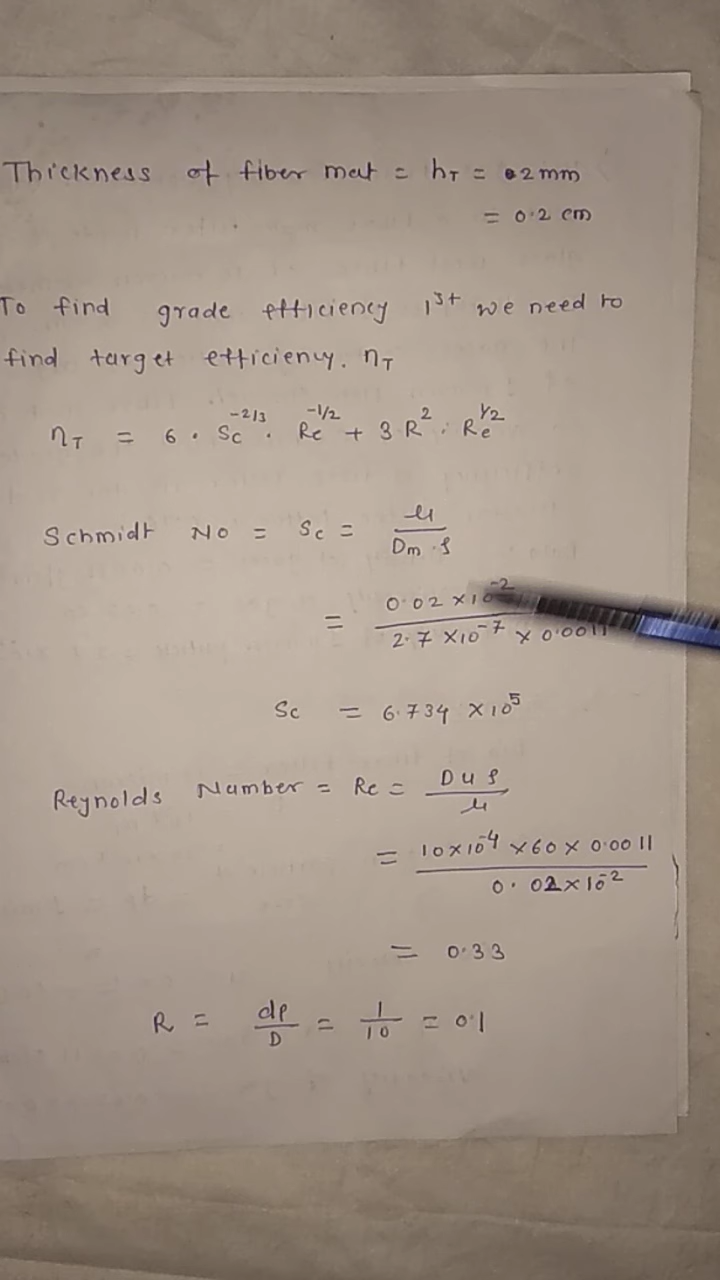 Thickness of fiber mat = hT = 2mm
= 0.2 cm
To find grade efficiency 1st we need to
find target efficiency. ηT
ηT = 6 · Sc^-2/3 · Re^-1/2 + 3 R^2 · Re^1/2
Schmidt No = Sc = μ / Dm · ρ
= 0.02 × 10^-2 / 2.7 × 10^-7 × 0.0011
Sc = 6.734 × 10^5
Reynolds Number = Re = D u ρ / μ
= 10 × 10^-4 × 60 × 0.0011 / 0.02 × 10^-2
= 0.33
R = dp / D = 1 / 10 = 0.1